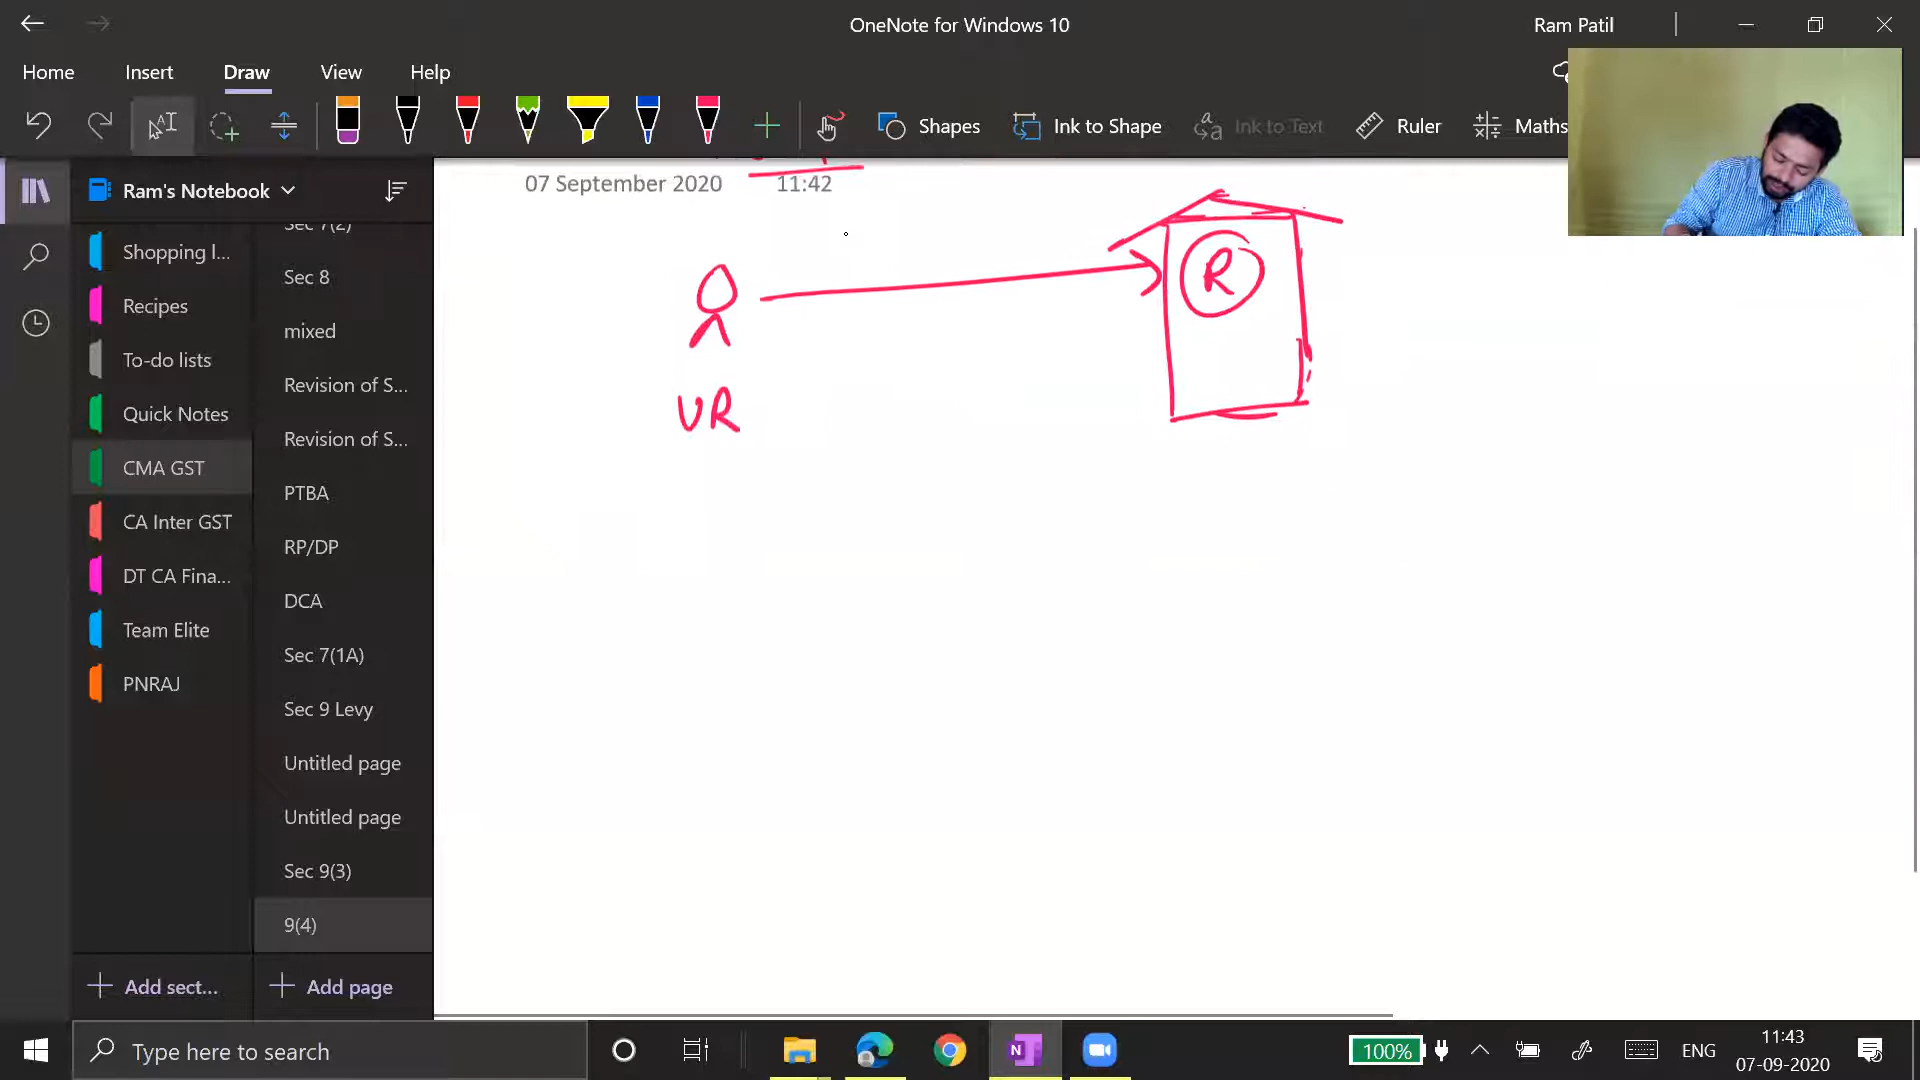 OneNote for Windows 10
Ram Patil
Home
Insert
Draw
View
Help
Shapes
Ink to Shape
Ink to Text
Ruler
Maths
Ram's Notebook
Shopping l...
Recipes
To-do lists
Quick Notes
CMA GST
CA Inter GST
DT CA Fina...
Team Elite
PNRAJ
Add sect...
Sec 7(2)
Sec 8
mixed
Revision of S...
Revision of S...
PTBA
RP/DP
DCA
Sec 7(1A)
Sec 9 Levy
Untitled page
Untitled page
Sec 9(3)
9(4)
Add page
07 September 2020
11:42
R
UR
Type here to search
N
100%
ENG
11:43
07-09-2020